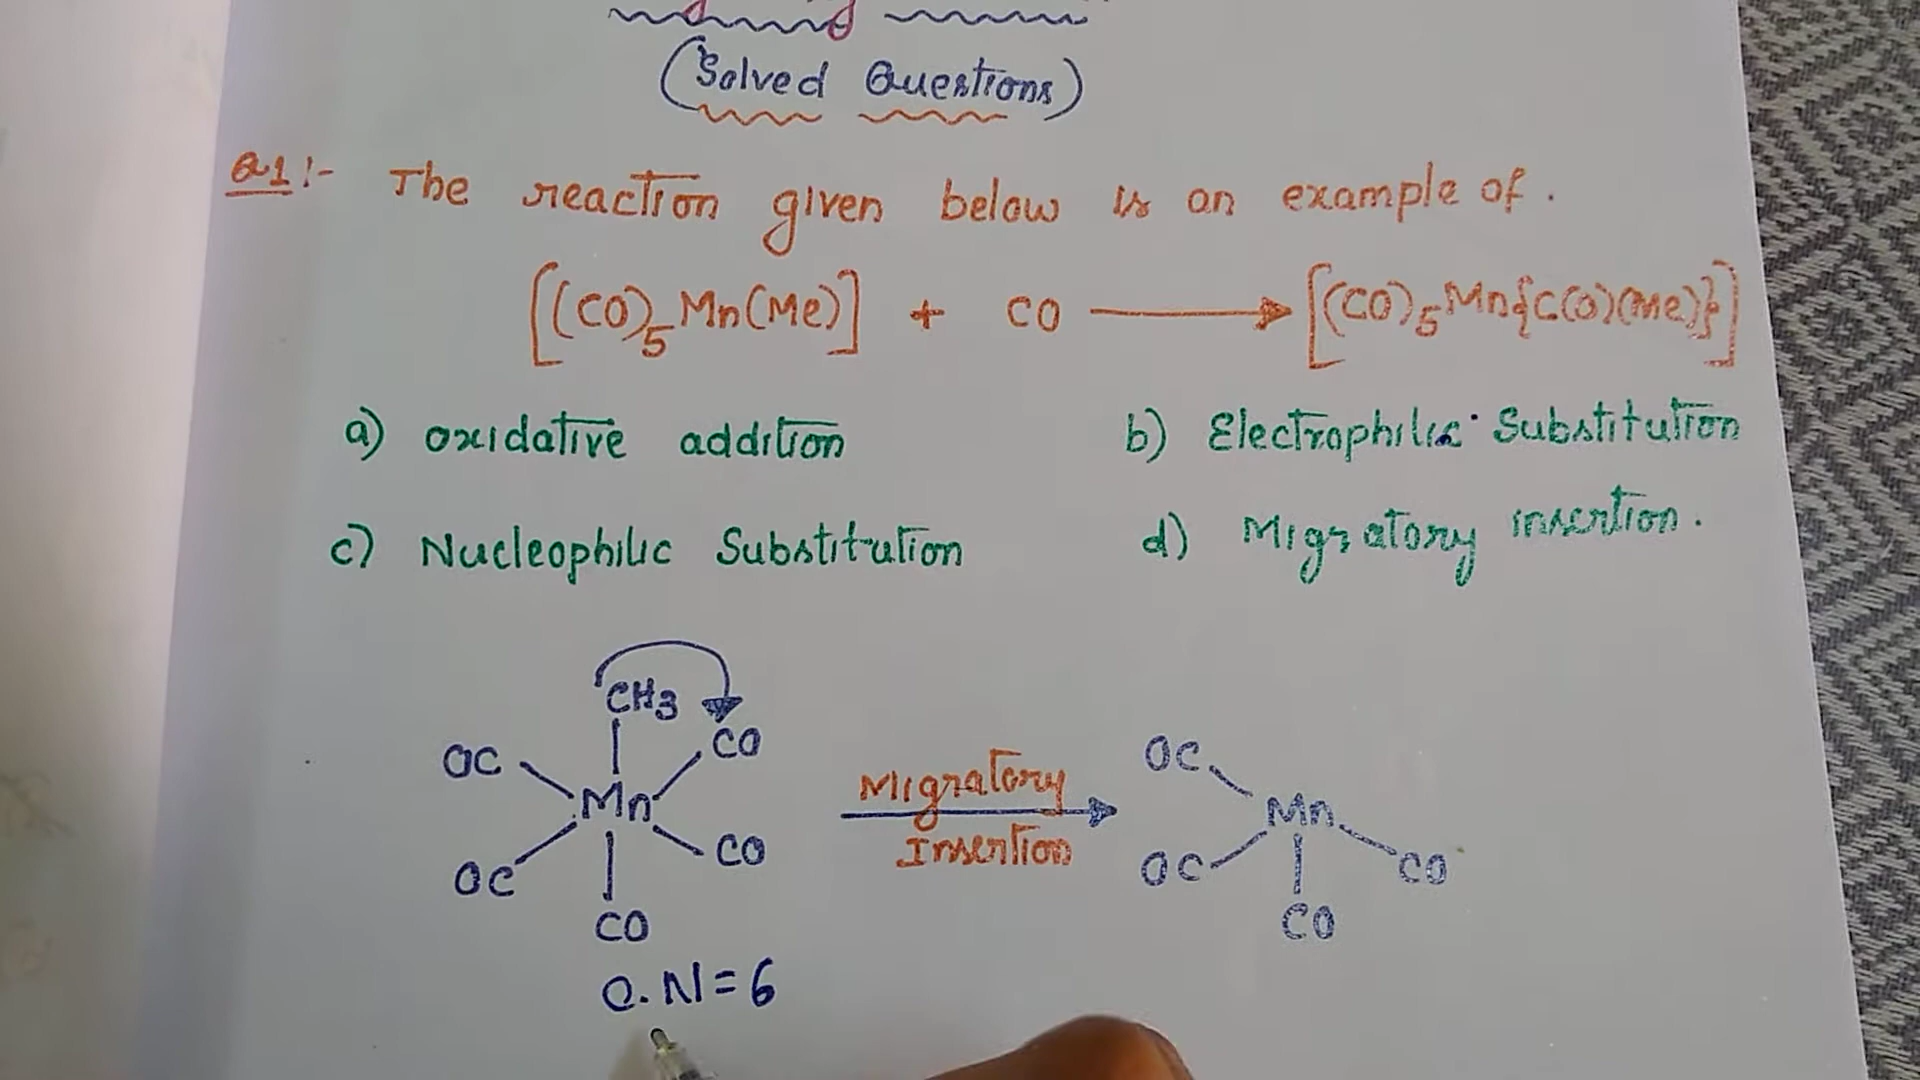 (Solved Questions)
Q.1:- The reaction given below is an example of .
[(CO)5Mn(Me)] + CO → [(CO)5Mn{C(O)(Me)}]
a) oxidative addition
b) Electrophilic Substitution
c) Nucleophilic Substitution
d) Migratory insertion.
CH3
OC
CO
Mn
OC
CO
CO
C.N=6
Migratory
Insertion
OC
Mn
OC
CO
CO